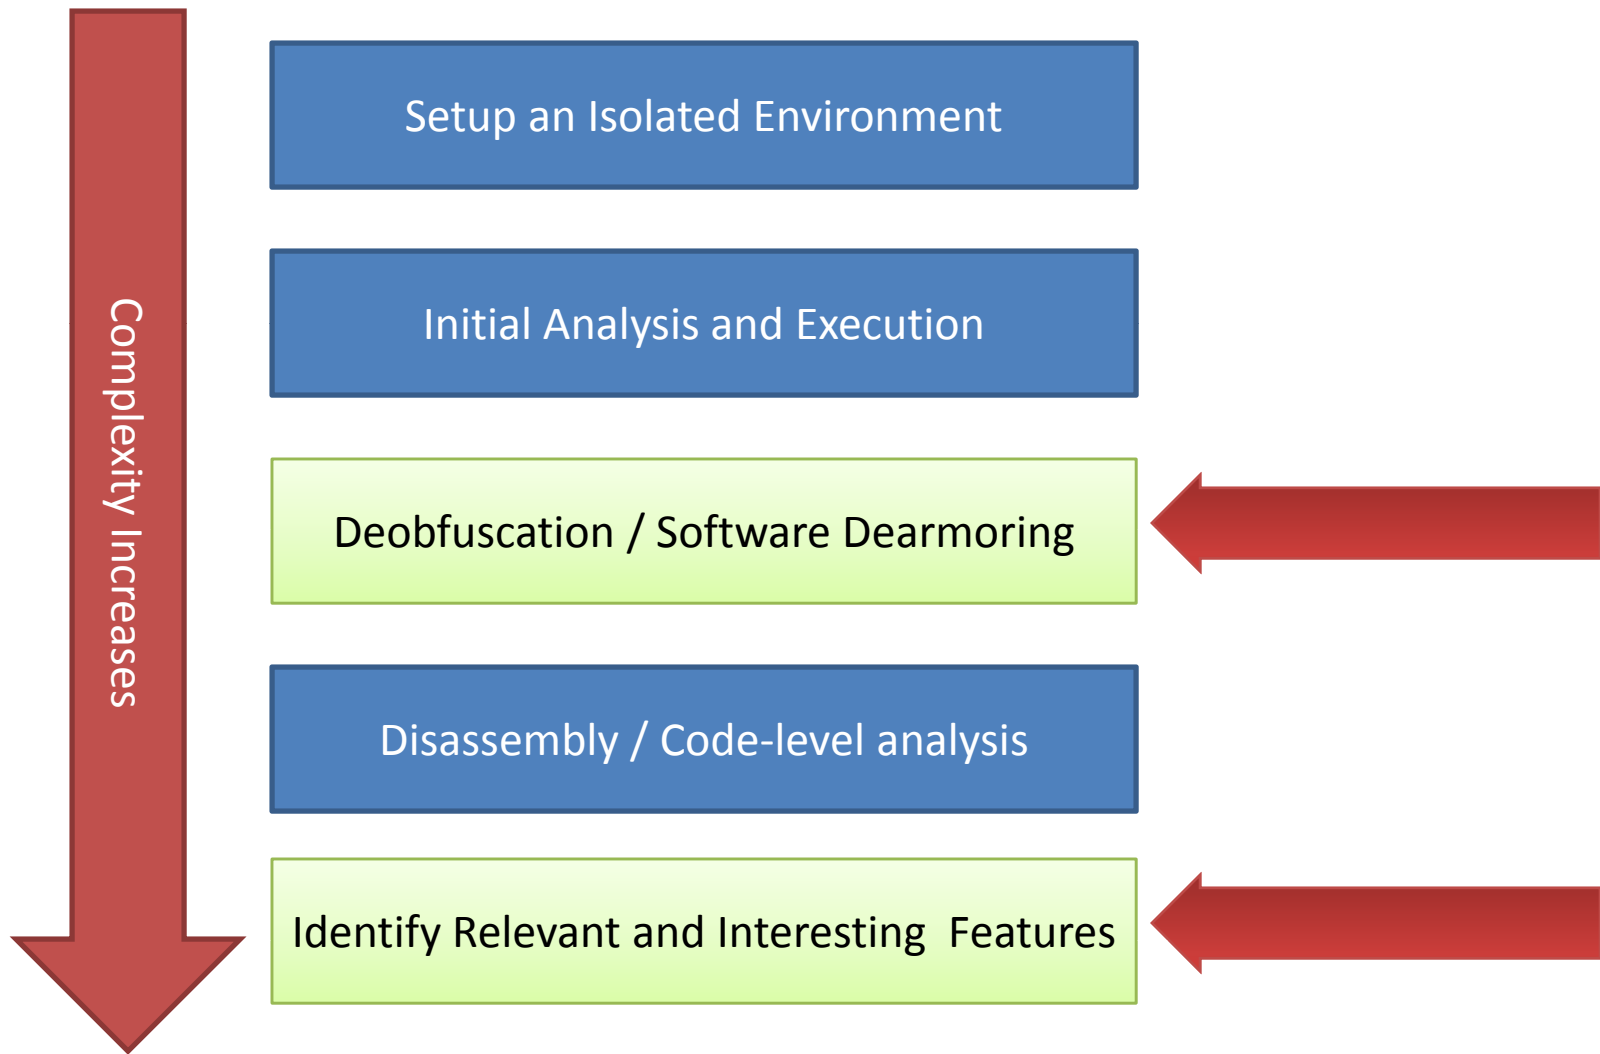 Complexity Increases
Setup an Isolated Environment
Initial Analysis and Execution
Deobfuscation / Software Dearmoring
Disassembly / Code-level analysis
Identify Relevant and Interesting  Features